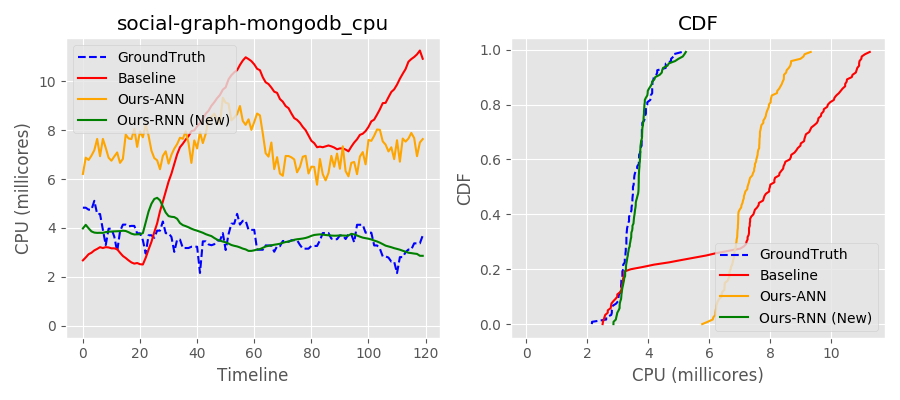 social-graph-mongodb_cpu
CPU (millicores)
10
8
6
4
2
0
GroundTruth
Baseline
Ours-ANN
Ours-RNN (New)
0 20 40 60 80 100 120
Timeline
CDF
CDF
1.0
0.8
0.6
0.4
0.2
0.0
GroundTruth
Baseline
Ours-ANN
Ours-RNN (New)
0 2 4 6 8 10
CPU (millicores)